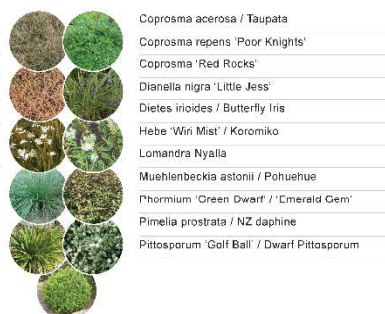 Coprosma acerosa / Taupata
Coprosma repens 'Poor Knights'
Coprosma 'Red Rocks'
Dianella nigra 'Little Jess'
Dietes irioides / Butterfly Iris
Hebe 'Wiri Mist' / Koromiko
Lomandra Nyalla
Muehlenbeckia astonii / Pohuehue
Phormium 'Green Dwarf' / 'Emerald Gem'
Pimelia prostrata / NZ daphine
Pittosporum 'Golf Ball' / Dwarf Pittosporum